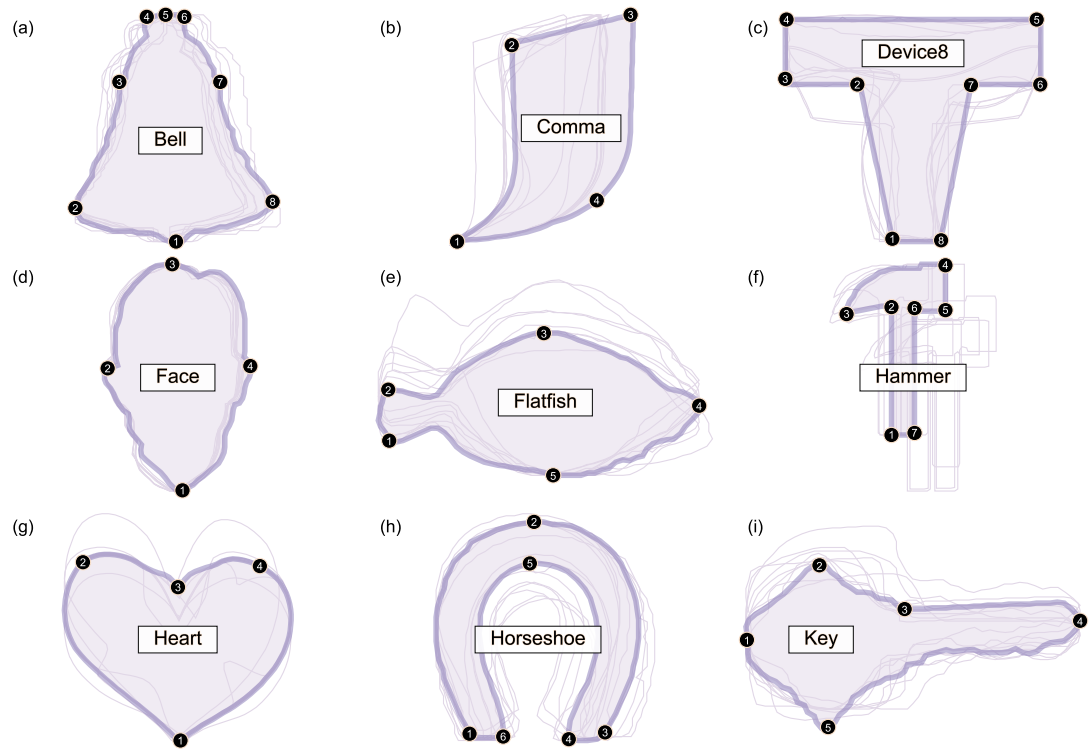 (a)
4 5 6
3 7
Bell
2 8
1
(b)
3
2
Comma
4
1
(c)
4 5
Device8
3 2 7 6
1 8
(d)
3
2 4
Face
1
(e)
3
2
Flatfish 4
1
5
(f)
4
3 2 6 5
Hammer
1 7
(g)
2 4
3
Heart
1
(h)
2
5
Horseshoe
1 6 4 3
(i)
2
3
4
1 Key
5